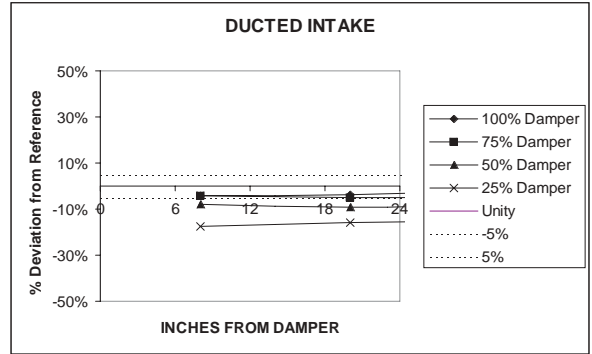 DUCTED INTAKE
% Deviation from Reference
50%
30%
10%
-10%
-30%
-50%
0 6 12 18 24
INCHES FROM DAMPER
100% Damper
75% Damper
50% Damper
25% Damper
Unity
-5%
5%